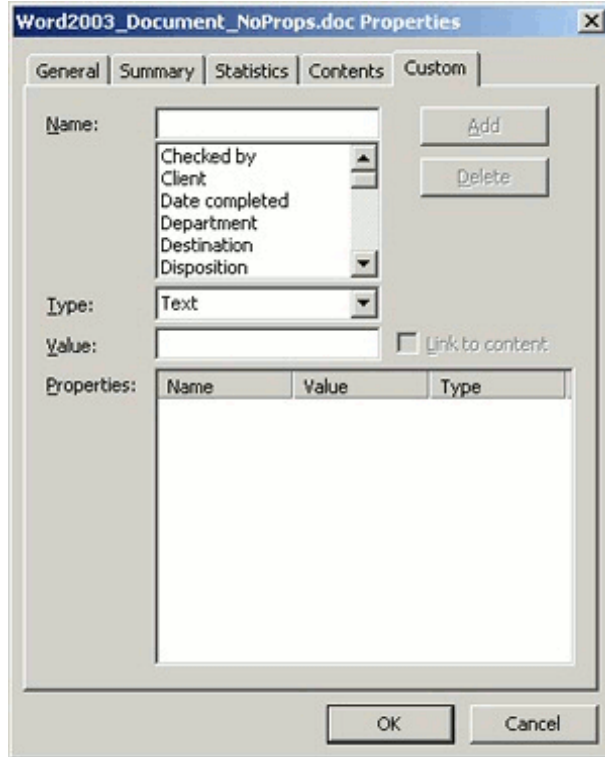 Word2003_Document_NoProps.doc Properties
General Summary Statistics Contents Custom
Name: Add
Checked by
Client
Date completed
Department
Destination
Disposition
Delete
Type: Text
Value: Link to content
Properties: Name Value Type
OK Cancel